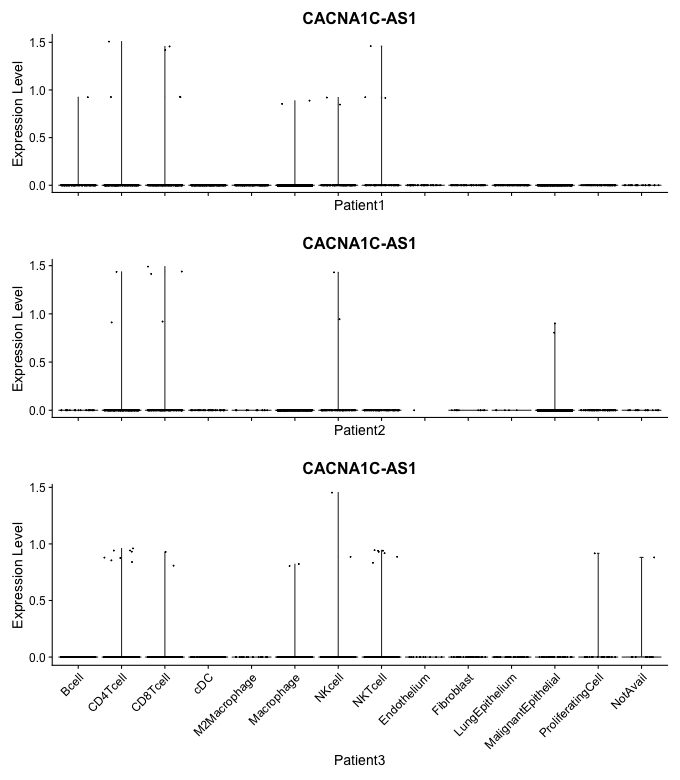 CACNA1C-AS1
Expression Level
1.5
1.0
0.5
0.0
Patient1
CACNA1C-AS1
Expression Level
1.5
1.0
0.5
0.0
Patient2
CACNA1C-AS1
Expression Level
1.5
1.0
0.5
0.0
Bcell
CD4Tcell
CD8Tcell
cDC
M2Macrophage
Macrophage
NKcell
NKTcell
Endothelium
Fibroblast
LungEpithelium
MalignantEpithelial
ProliferatingCell
NotAvail
Patient3